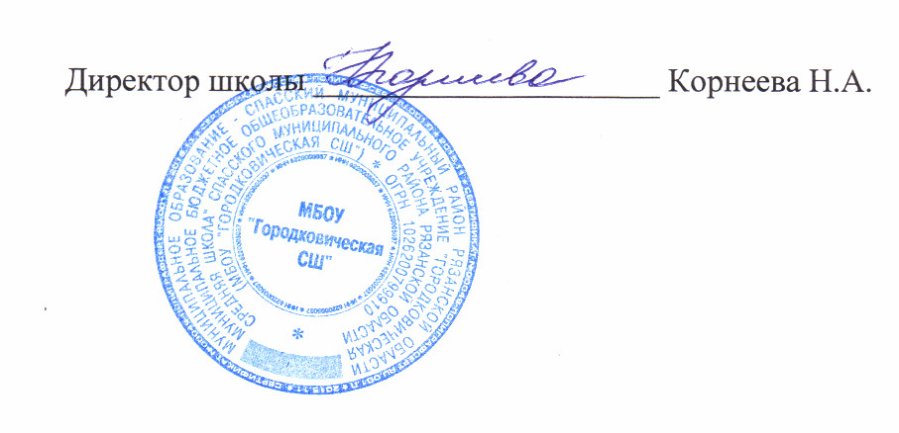 Директор школы Корнеева Н.А.
МУНИЦИПАЛЬНОЕ ОБРАЗОВАНИЕ - СПАССКИЙ МУНИЦИПАЛЬНЫЙ РАЙОН РЯЗАНСКОЙ ОБЛАСТИ
МУНИЦИПАЛЬНОЕ БЮДЖЕТНОЕ ОБЩЕОБРАЗОВАТЕЛЬНОЕ УЧРЕЖДЕНИЕ "ГОРОДКОВИЧЕСКАЯ
СРЕДНЯЯ ШКОЛА" СПАССКОГО МУНИЦИПАЛЬНОГО РАЙОНА РЯЗАНСКОЙ ОБЛАСТИ
(МБОУ "ГОРОДКОВИЧЕСКАЯ СШ") * ОГРН 1026200799910
МБОУ
"Городковическая
СШ"